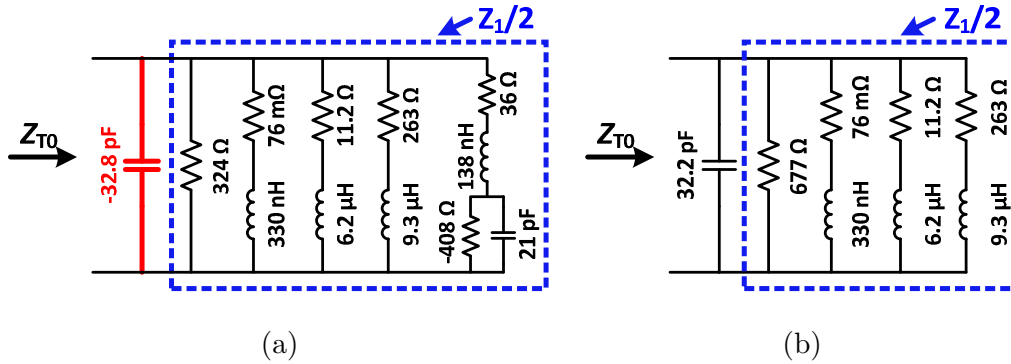 Z1/2
-32.8 pF
ZT0
324 Ω
76 mΩ
330 nH
11.2 Ω
6.2 µH
263 Ω
9.3 µH
36 Ω
138 nH
-408 Ω
21 pF
(a)
Z1/2
ZT0
32.2 pF
677 Ω
76 mΩ
330 nH
11.2 Ω
6.2 µH
263 Ω
9.3 µH
(b)